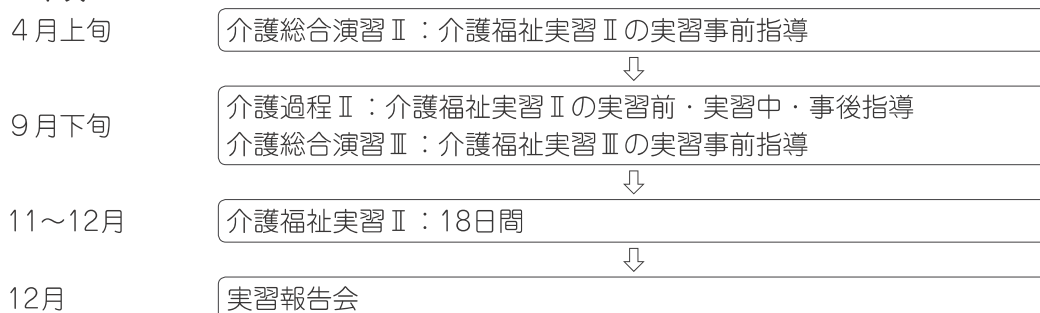 4月上旬
介護総合演習Ⅱ：介護福祉実習Ⅱの実習事前指導
9月下旬
介護過程Ⅱ：介護福祉実習Ⅱの実習前・実習中・事後指導
介護総合演習Ⅲ：介護福祉実習Ⅲの実習事前指導
11～12月
介護福祉実習Ⅱ：18日間
12月
実習報告会